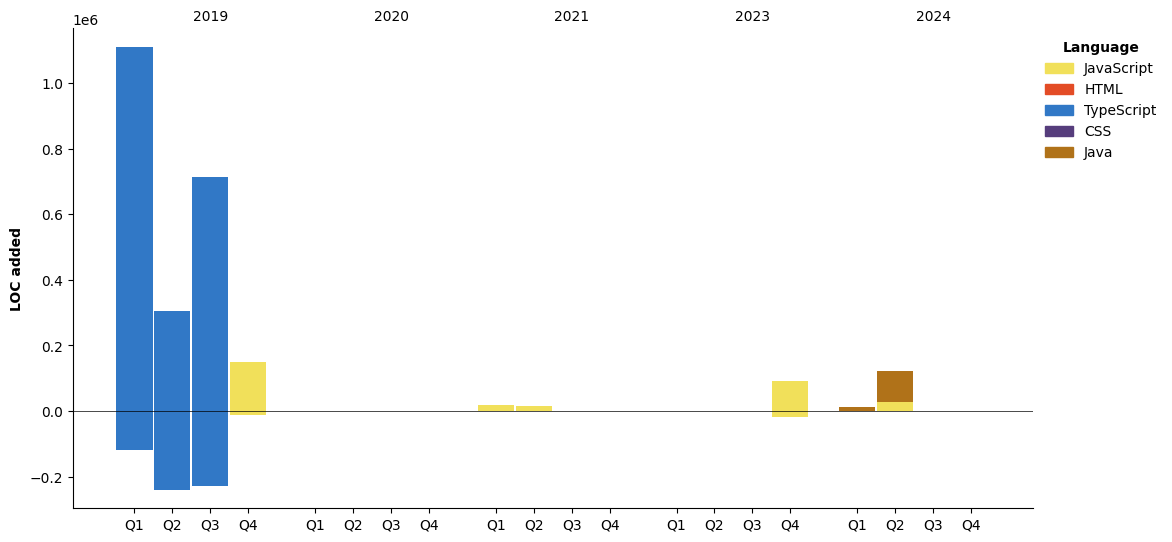 1e6
2019 2020 2021 2023 2024
Language
JavaScript
HTML
TypeScript
CSS
Java
LOC added
1.0
0.8
0.6
0.4
0.2
0.0
−0.2
Q1 Q2 Q3 Q4 Q1 Q2 Q3 Q4 Q1 Q2 Q3 Q4 Q1 Q2 Q3 Q4 Q1 Q2 Q3 Q4